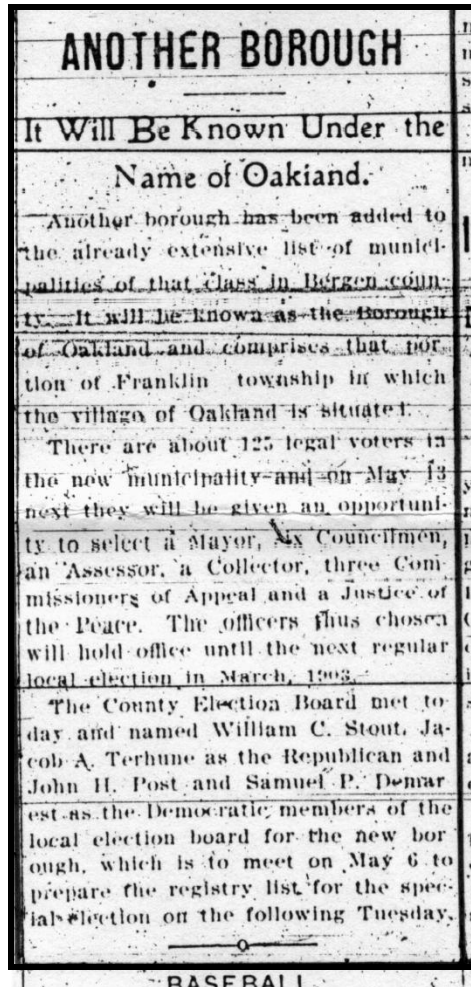 ANOTHER BOROUGH
It Will Be Known Under the
Name of Oakland.
Another borough has been added to
the already extensive list of munici-
palities of that class in Bergen coun-
ty. It will be known as the Borough
of Oakland and comprises that por
tion of Franklin township in which
the village of Oakland is situated.
There are about 125 legal voters in
the new municipality and on May 13
next they will be given an opportuni-
ty to select a Mayor, six Councilmen,
an Assessor, a Collector, three Com-
missioners of Appeal and a Justice of
the Peace. The officers thus chosen
will hold office until the next regular
local election in March, 1903.
The County Election Board met to
day and named William C. Stout, Ja-
cob A. Terhune as the Republican and
John H. Post and Samuel P. Demar
est as the Democratic members of the
local election board for the new bor
ough, which is to meet on May 6 to
prepare the registry list for the spec-
ial election on the following Tuesday.
BASEBALL